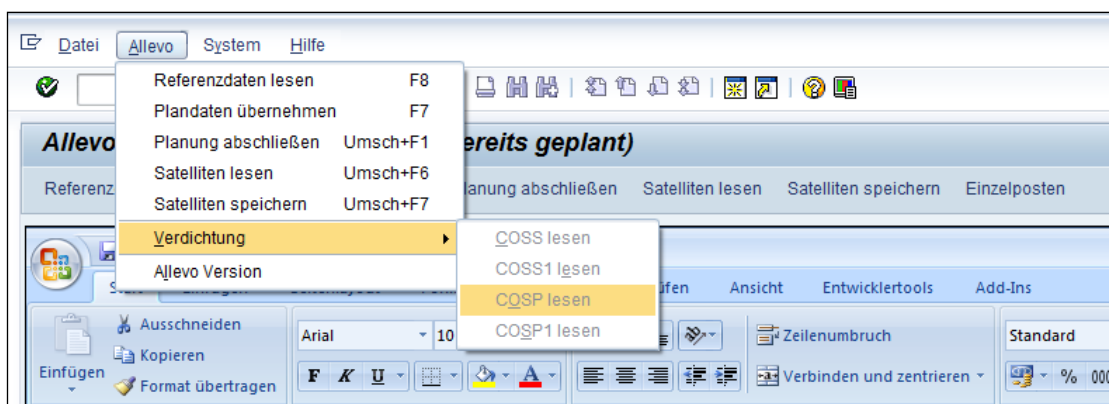 Datei Allevo System Hilfe
Referenzdaten lesen F8
Plandaten übernehmen F7
Allevo ereits geplant)
Planung abschließen Umsch+F1
Satelliten lesen Umsch+F6
Referenz lanung abschließen Satelliten lesen Satelliten speichern Einzelposten
Satelliten speichern Umsch+F7
Verdichtung COSS lesen
Allevo Version COSS1 lesen
Ansicht Entwicklertools Add-Ins
COSP lesen
Ausschneiden Arial 10 COSP1 lesen Zeilenumbruch Standard
Kopieren
Einfügen Format übertragen F K U A Verbinden und zentrieren % 000